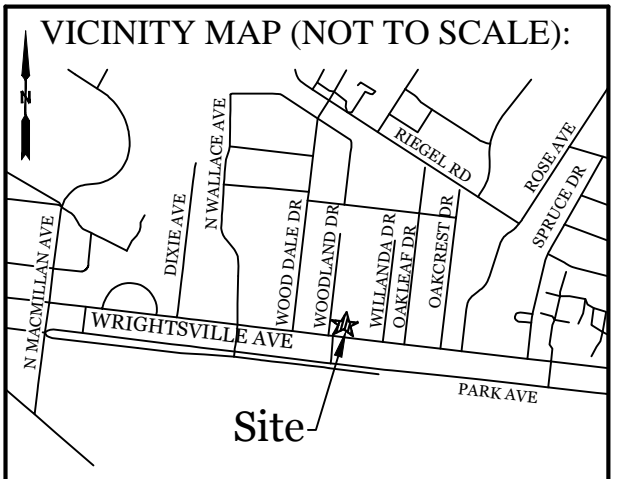 VICINITY MAP (NOT TO SCALE):
N
RIEGEL RD
ROSE AVE
SPRUCE DR
N WALLACE AVE
DIXIE AVE
WOOD DALE DR
WOODLAND DR
WILLANDA DR
OAKLEAF DR
OAKCREST DR
N MACMILLAN AVE
WRIGHTSVILLE AVE
PARK AVE
Site